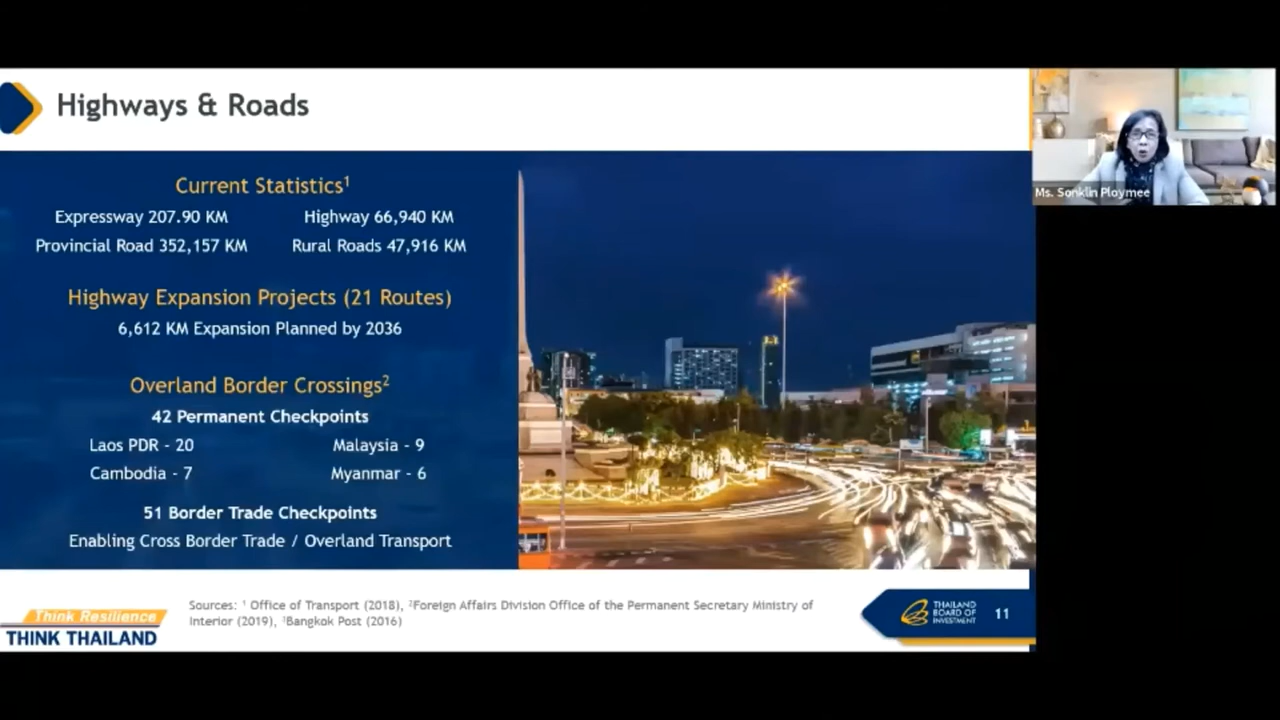 Highways & Roads
Ms. Sonklin Ploymee
Current Statistics¹
Expressway 207.90 KM
Highway 66,940 KM
Provincial Road 352,157 KM
Rural Roads 47,916 KM
Highway Expansion Projects (21 Routes)
6,612 KM Expansion Planned by 2036
Overland Border Crossings²
42 Permanent Checkpoints
Laos PDR - 20
Malaysia - 9
Cambodia - 7
Myanmar - 6
51 Border Trade Checkpoints
Enabling Cross Border Trade / Overland Transport
Think Resilience
THINK THAILAND
Sources: ¹ Office of Transport (2018), ²Foreign Affairs Division Office of the Permanent Secretary Ministry of
Interior (2019), ³Bangkok Post (2016)
THAILAND
BOARD OF
INVESTMENT
11